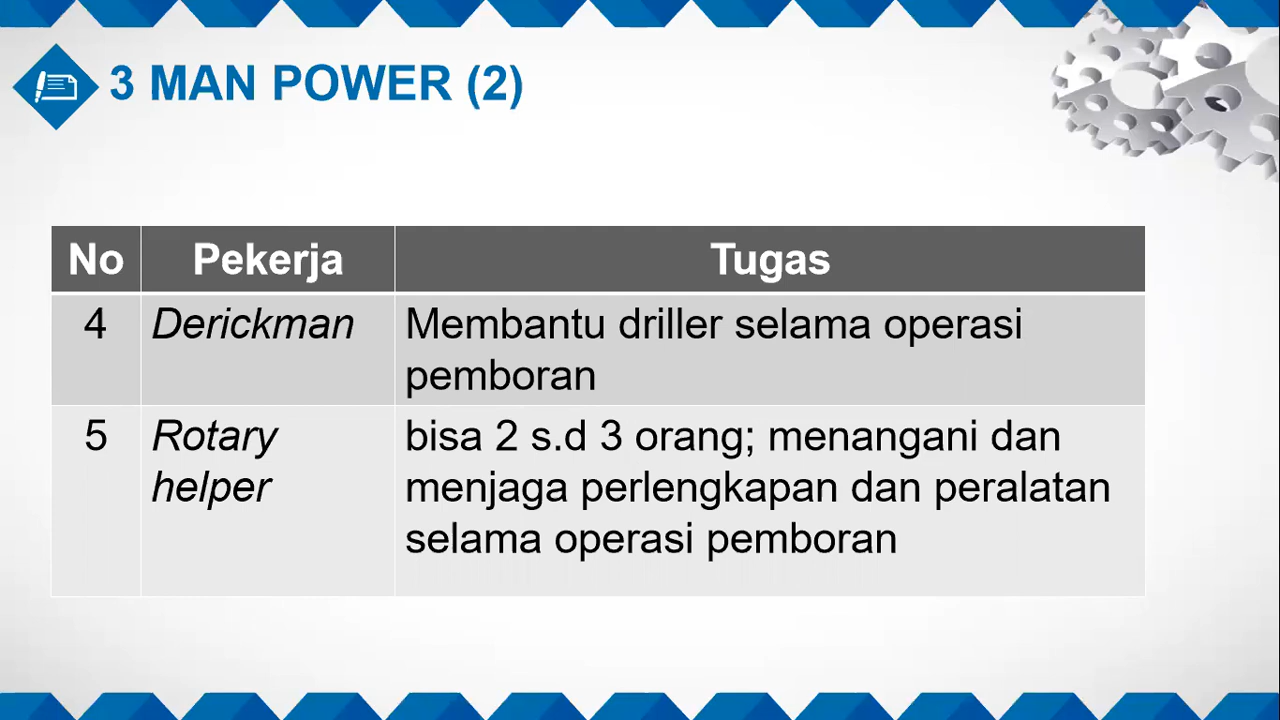 3 MAN POWER (2)
No Pekerja Tugas
4 Derickman Membantu driller selama operasi
pemboran
5 Rotary bisa 2 s.d 3 orang; menangani dan
helper menjaga perlengkapan dan peralatan
selama operasi pemboran